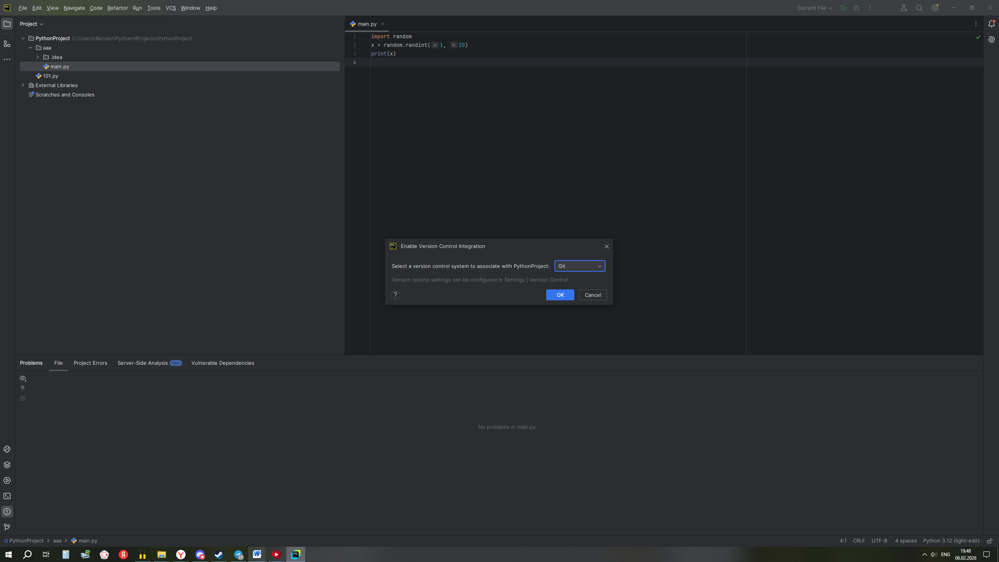 File Edit View Navigate Code Refactor Run Tools VCS Window Help
Current File
Project
PythonProject C:\Users\Bender\PycharmProjects\PythonProject
aaa
.idea
main.py
101.py
External Libraries
Scratches and Consoles
main.py
1 import random
2 x = random.randint( a: 1, b: 20)
3 print(x)
4
Enable Version Control Integration
Select a version control system to associate with PythonProject: Git
Version control settings can be configured in Settings | Version Control
? OK Cancel
Problems File Project Errors Server-Side Analysis New Vulnerable Dependencies
No problems in main.py
PythonProject > aaa > main.py
4:1 CRLF UTF-8 4 spaces Python 3.12 (light-edit)
35
ENG
19:48
06.02.2026